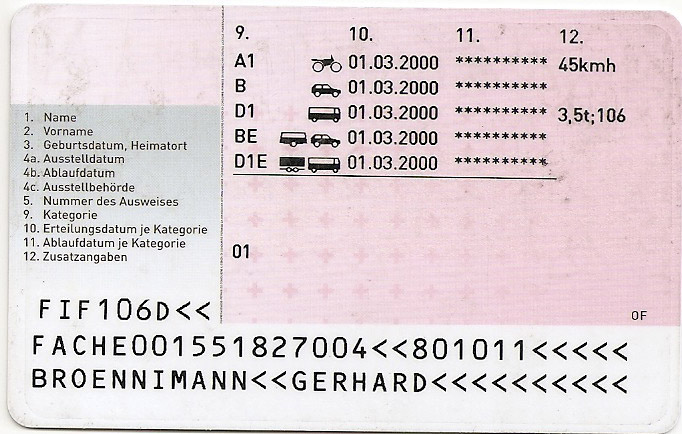 9. 10. 11. 12.
A1 01.03.2000 ********** 45kmh
B 01.03.2000 **********
D1 01.03.2000 ********** 3,5t;106
BE 01.03.2000 **********
D1E 01.03.2000 **********
1. Name
2. Vorname
3. Geburtsdatum, Heimatort
4a. Ausstelldatum
4b. Ablaufdatum
4c. Ausstellbehörde
5. Nummer des Ausweises
9. Kategorie
10. Erteilungsdatum je Kategorie
11. Ablaufdatum je Kategorie
12. Zusatzangaben
01
OF
FIF106D<<
FACHE001551827004<<801011<<<<<
BROENNIMANN<<GERHARD<<<<<<<<<<